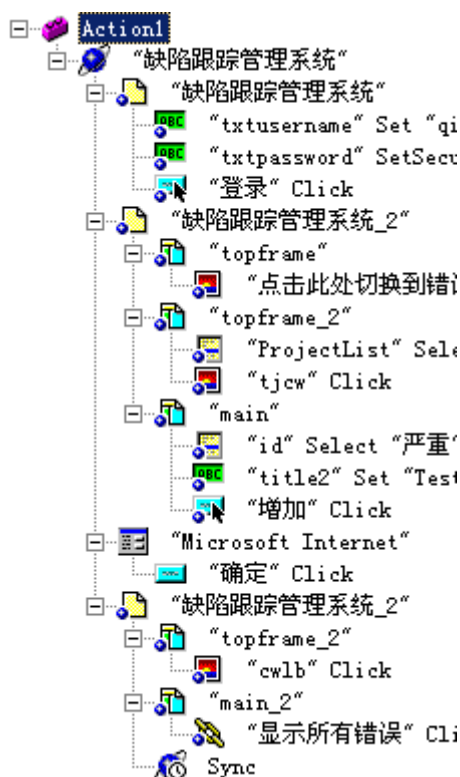 Action1
"缺陷跟踪管理系统"
"缺陷跟踪管理系统"
"txtusername" Set "qi
"txtpassword" SetSecu
"登录" Click
"缺陷跟踪管理系统_2"
"topframe"
"点击此处切换到错误
"topframe_2"
"ProjectList" Sele
"tjcw" Click
"main"
"id" Select "严重"
"title2" Set "Test
"增加" Click
"Microsoft Internet"
"确定" Click
"缺陷跟踪管理系统_2"
"topframe_2"
"cwlb" Click
"main_2"
"显示所有错误" Cli
Sync